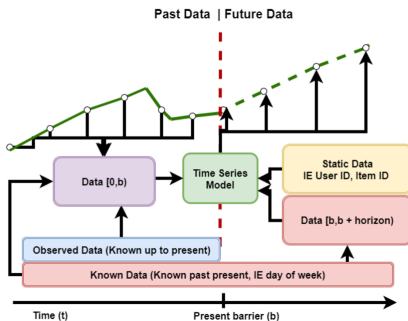 Past Data | Future Data
Data [0,b)
Time Series
Model
Static Data
IE User ID, Item ID
Data [b,b + horizon)
Observed Data (Known up to present)
Known Data (Known past present, IE day of week)
Time (t)
Present barrier (b)